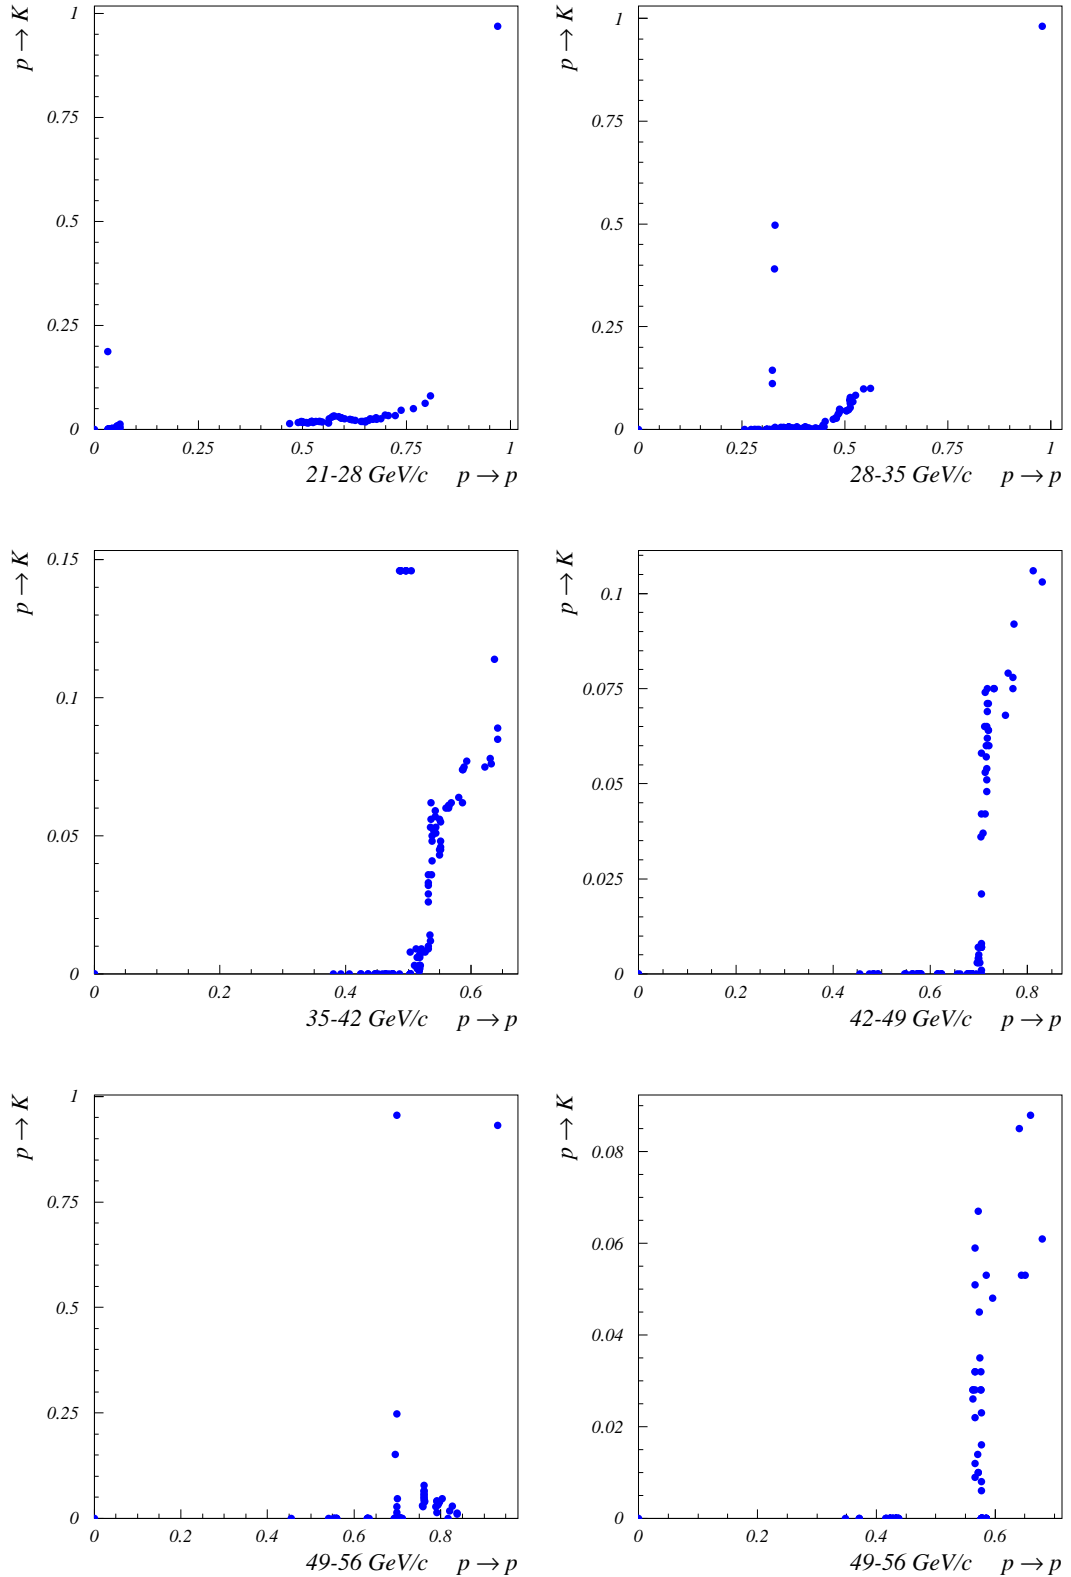 p → K
1
0.75
0.5
0.25
0
0 0.25 0.5 0.75 1
21-28 GeV/c p → p
p → K
1
0.75
0.5
0.25
0
0 0.25 0.5 0.75 1
28-35 GeV/c p → p
p → K
0.15
0.1
0.05
0
0 0.2 0.4 0.6
35-42 GeV/c p → p
p → K
0.1
0.075
0.05
0.025
0
0 0.2 0.4 0.6 0.8
42-49 GeV/c p → p
p → K
1
0.75
0.5
0.25
0
0 0.2 0.4 0.6 0.8
49-56 GeV/c p → p
p → K
0.08
0.06
0.04
0.02
0
0 0.2 0.4 0.6
49-56 GeV/c p → p